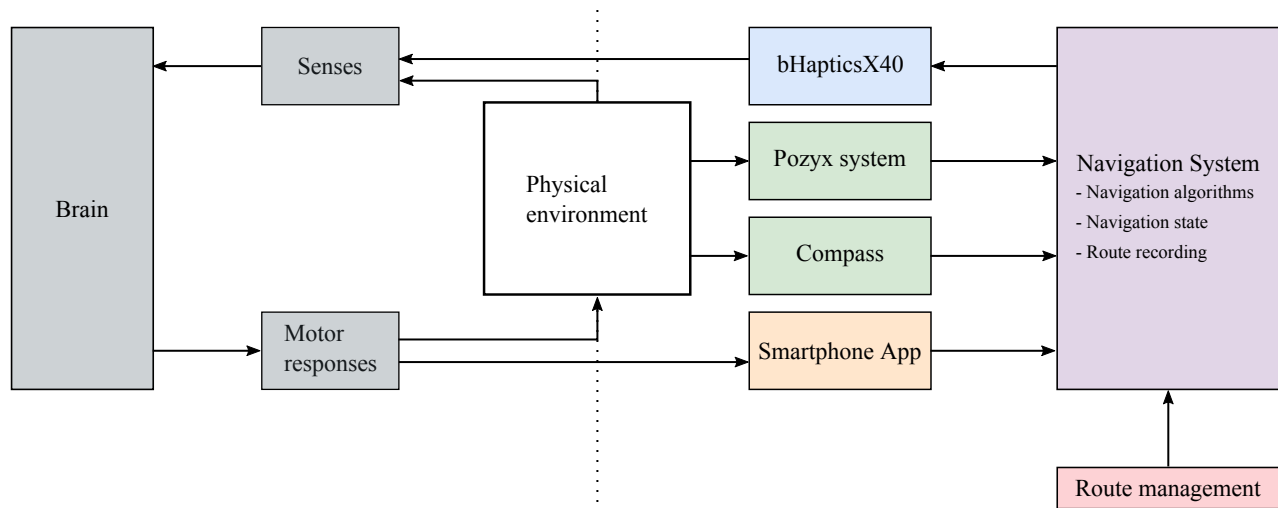 Senses
bHapticsX40
Brain
Physical
environment
Pozyx system
Compass
Navigation System
- Navigation algorithms
- Navigation state
- Route recording
Motor
responses
Smartphone App
Route management